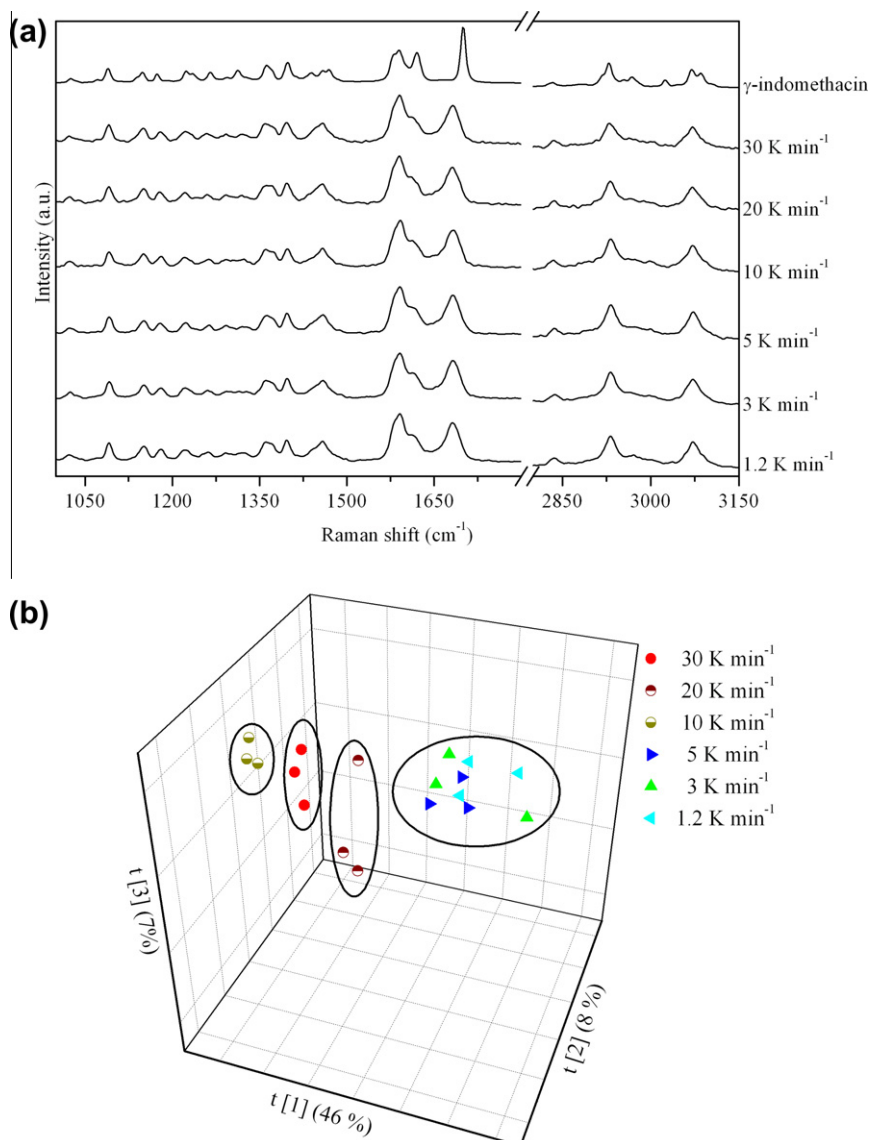 (a)
γ-indomethacin
30 K min⁻¹
20 K min⁻¹
10 K min⁻¹
5 K min⁻¹
3 K min⁻¹
1.2 K min⁻¹
Intensity (a.u.)
1050 1200 1350 1500 1650 2850 3000 3150
Raman shift (cm⁻¹)
(b)
30 K min⁻¹
20 K min⁻¹
10 K min⁻¹
5 K min⁻¹
3 K min⁻¹
1.2 K min⁻¹
t [3] (7%)
t [1] (46 %)
t [2] (8 %)